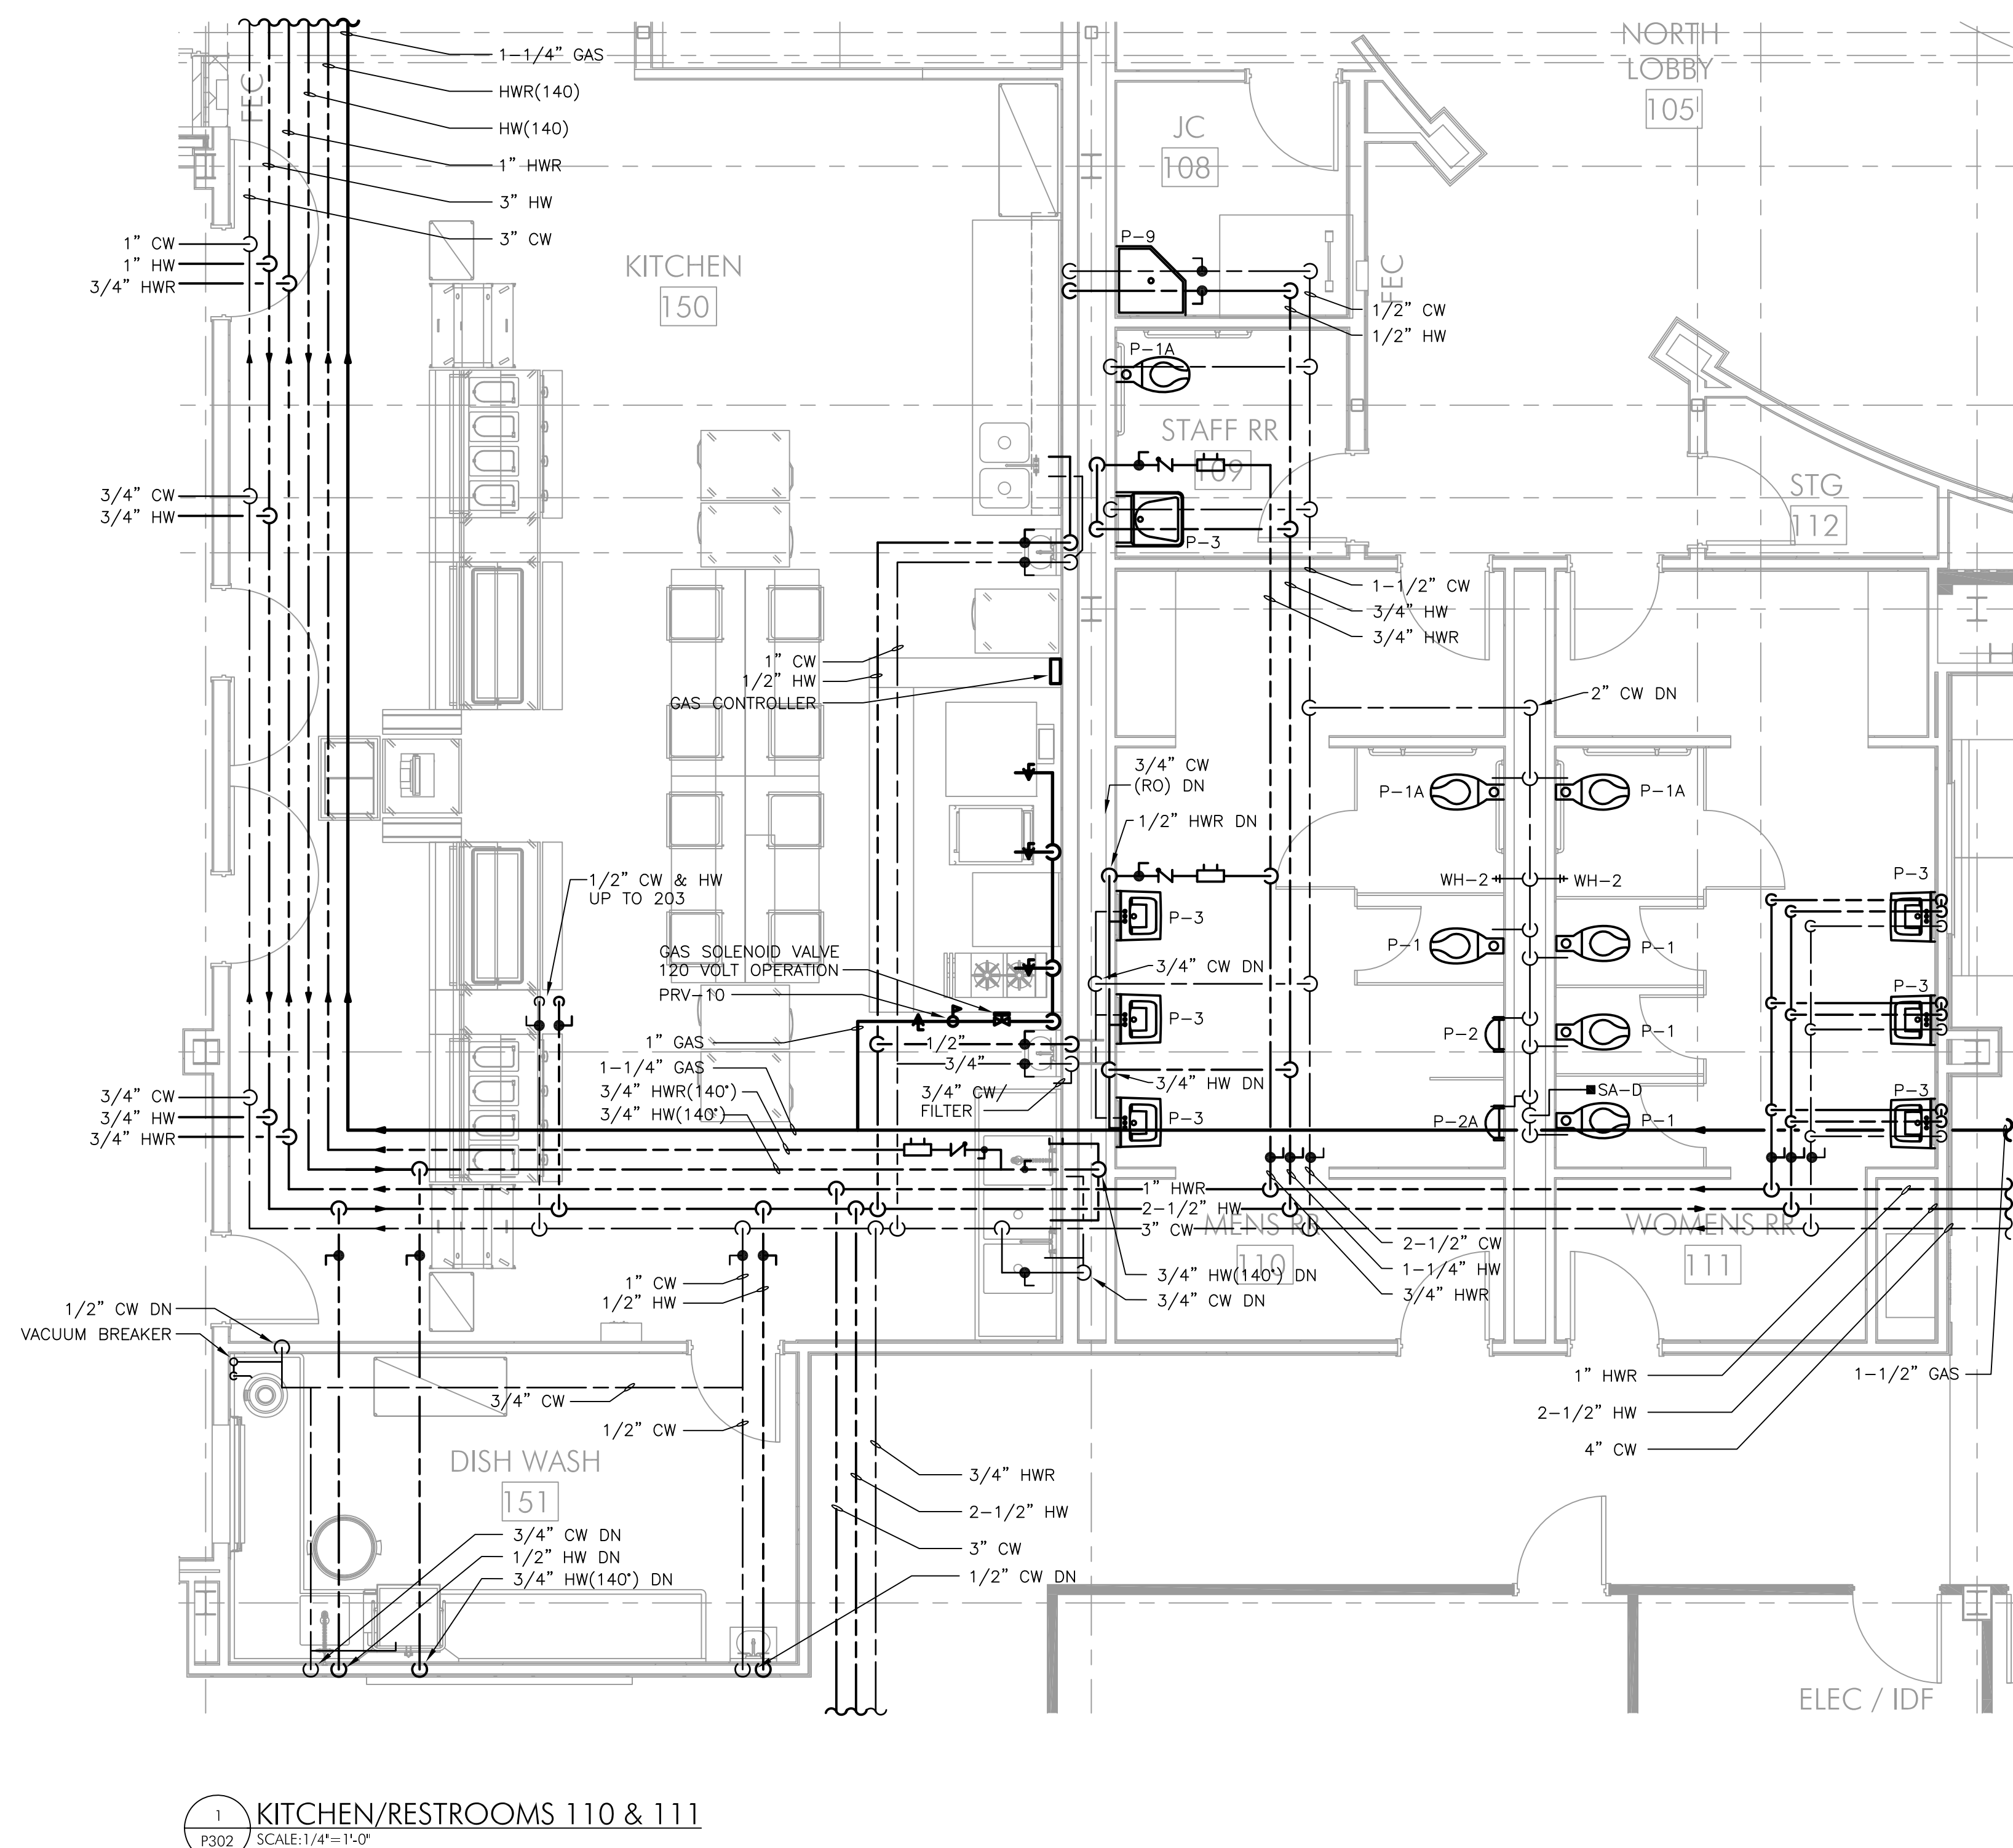 1-1/4" GAS
HWR(140)
HW(140)
1" HWR
3" HW
3" CW
FEC
NORTH
LOBBY
105
JC
108
1" CW
1" HW
3/4" HWR
KITCHEN
150
P-9
FEC
1/2" CW
1/2" HW
P-1A
STAFF RR
109
3/4" CW
3/4" HW
STG
112
P-3
1-1/2" CW
3/4" HW
3/4" HWR
1" CW
1/2" HW
GAS CONTROLLER
2" CW DN
3/4" CW
(RO) DN
P-1A
P-1A
1/2" HWR DN
1/2" CW & HW
UP TO 203
WH-2
WH-2
P-3
P-3
GAS SOLENOID VALVE
120 VOLT OPERATION
P-1
P-1
3/4" CW DN
PRV-10
P-3
P-3
1" GAS
1/2"
P-2
P-1
1-1/4" GAS
3/4"
3/4" HWR(140°)
3/4" HW(140°)
3/4" CW/
FILTER
3/4" HW DN
SA-D
3/4" CW
3/4" HW
3/4" HWR
P-3
P-2A
P-1
P-3
1" HWR
2-1/2" HW
3" CW
MENS RR
110
WOMENS RR
111
2-1/2" CW
1-1/4" HW
3/4" HWR
3/4" HW(140°) DN
3/4" CW DN
1" CW
1/2" HW
1/2" CW DN
VACUUM BREAKER
1" HWR
1-1/2" GAS
2-1/2" HW
4" CW
3/4" CW
1/2" CW
DISH WASH
151
3/4" HWR
2-1/2" HW
3" CW
1/2" CW DN
3/4" CW DN
1/2" HW DN
3/4" HW(140°) DN
ELEC / IDF
1
P302
KITCHEN/RESTROOMS 110 & 111
SCALE:1/4"=1'-0"